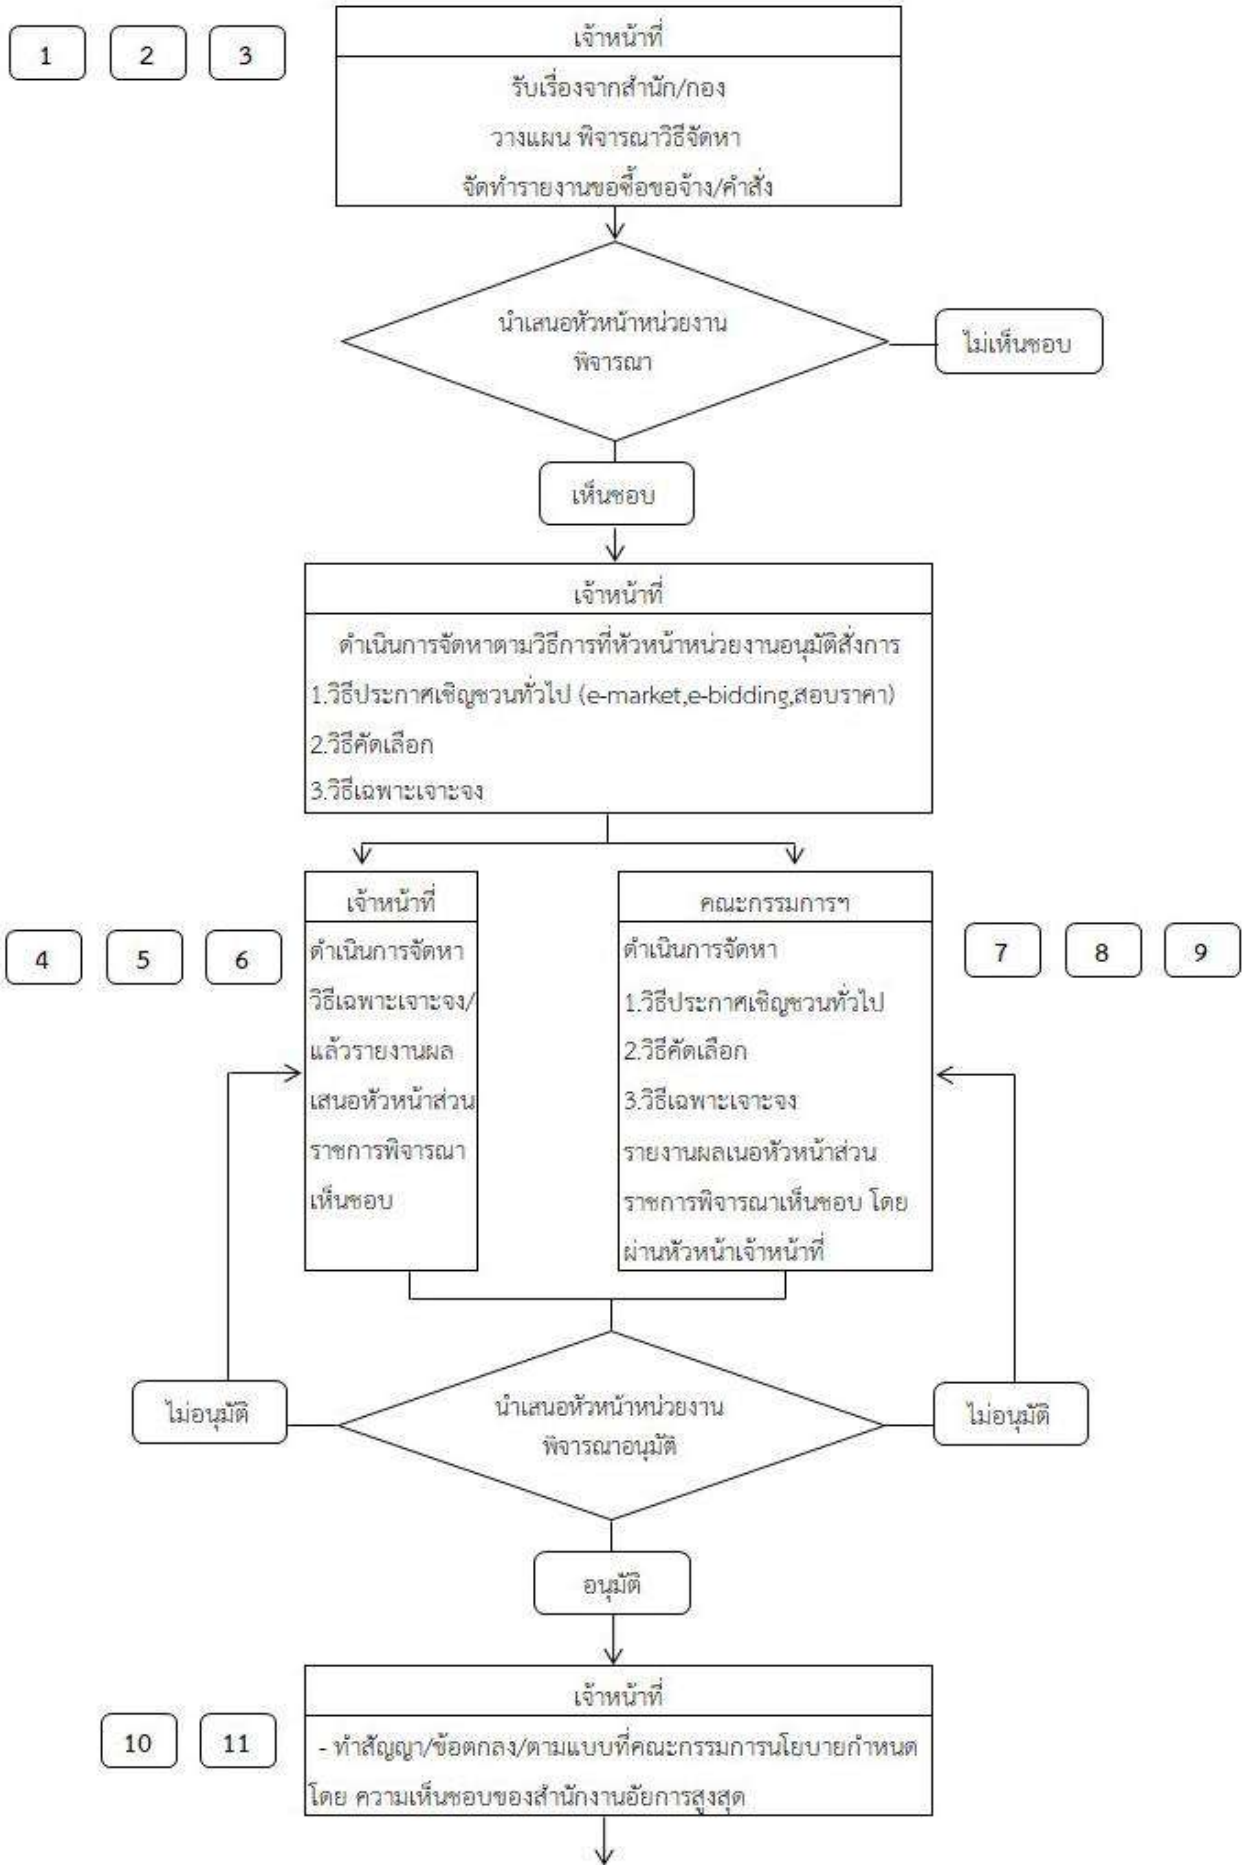 1 2 3
เจ้าหน้าที่
รับเรื่องจากสำนัก/กอง
วางแผน พิจารณาวิธีจัดหา
จัดทำรายงานขอซื้อขอจ้าง/คำสั่ง
นำเสนอหัวหน้าหน่วยงาน
พิจารณา
ไม่เห็นชอบ
เห็นชอบ
เจ้าหน้าที่
ดำเนินการจัดหาตามวิธีการที่หัวหน้าหน่วยงานอนุมัติสั่งการ
1.วิธีประกาศเชิญชวนทั่วไป (e-market,e-bidding,สอบราคา)
2.วิธีคัดเลือก
3.วิธีเฉพาะเจาะจง
4 5 6
เจ้าหน้าที่
ดำเนินการจัดหา
วิธีเฉพาะเจาะจง/
แล้วรายงานผล
เสนอหัวหน้าส่วน
ราชการพิจารณา
เห็นชอบ
คณะกรรมการฯ
ดำเนินการจัดหา
1.วิธีประกาศเชิญชวนทั่วไป
2.วิธีคัดเลือก
3.วิธีเฉพาะเจาะจง
รายงานผลเนอหัวหน้าส่วน
ราชการพิจารณาเห็นชอบ โดย
ผ่านหัวหน้าเจ้าหน้าที่
7 8 9
ไม่อนุมัติ
นำเสนอหัวหน้าหน่วยงาน
พิจารณาอนุมัติ
ไม่อนุมัติ
อนุมัติ
10 11
เจ้าหน้าที่
- ทำสัญญา/ข้อตกลง/ตามแบบที่คณะกรรมการนโยบายกำหนด
โดย ความเห็นชอบของสำนักงานอัยการสูงสุด